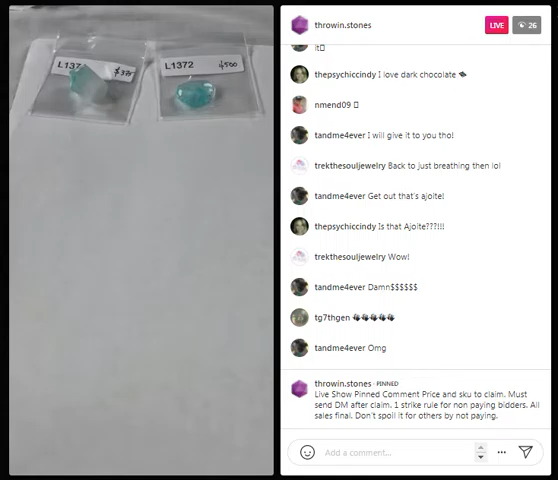 L137
$375
L1372
$500
throwin.stones
LIVE
26
it
thepsychiccindy I love dark chocolate
nmend09
tandme4ever I will give it to you tho!
trekthesouljewelry Back to just breathing then lol
tandme4ever Get out that's ajoite!
thepsychiccindy Is that Ajoite???!!!
trekthesouljewelry Wow!
tandme4ever Damn$$$$$$
tg7thgen
tandme4ever Omg
throwin.stones · PINNED
Live Show Pinned Comment Price and sku to claim. Must
send DM after claim. 1 strike rule for non paying bidders. All
sales final. Don't spoil it for others by not paying.
Add a comment...